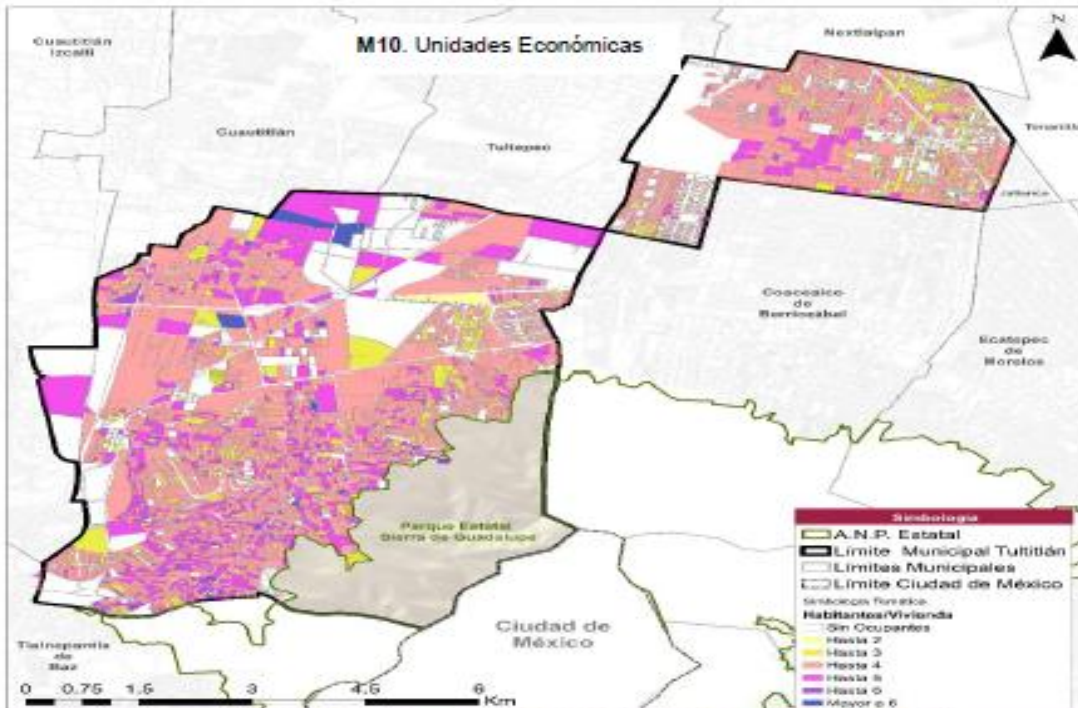 M10. Unidades Económicas
N
Cuautitlán
Izcalli
Nextlalpan
Cuautitlán
Tultepec
Coacalco
de
Berriozábal
Ecatepec
de
Morelos
Parque Estatal
Sierra de Guadalupe
Ciudad de
México
Tlalnepantla
de
Baz
0 0.75 1.5 3 4.5 6
Km
Simbología
A.N.P. Estatal
Límite Municipal Tultitlán
Límites Municipales
Límite Ciudad de México
Simbología Temática
Habitantes/Vivienda
Sin Ocupantes
Hasta 2
Hasta 3
Hasta 4
Hasta 5
Hasta 6
Mayor a 6